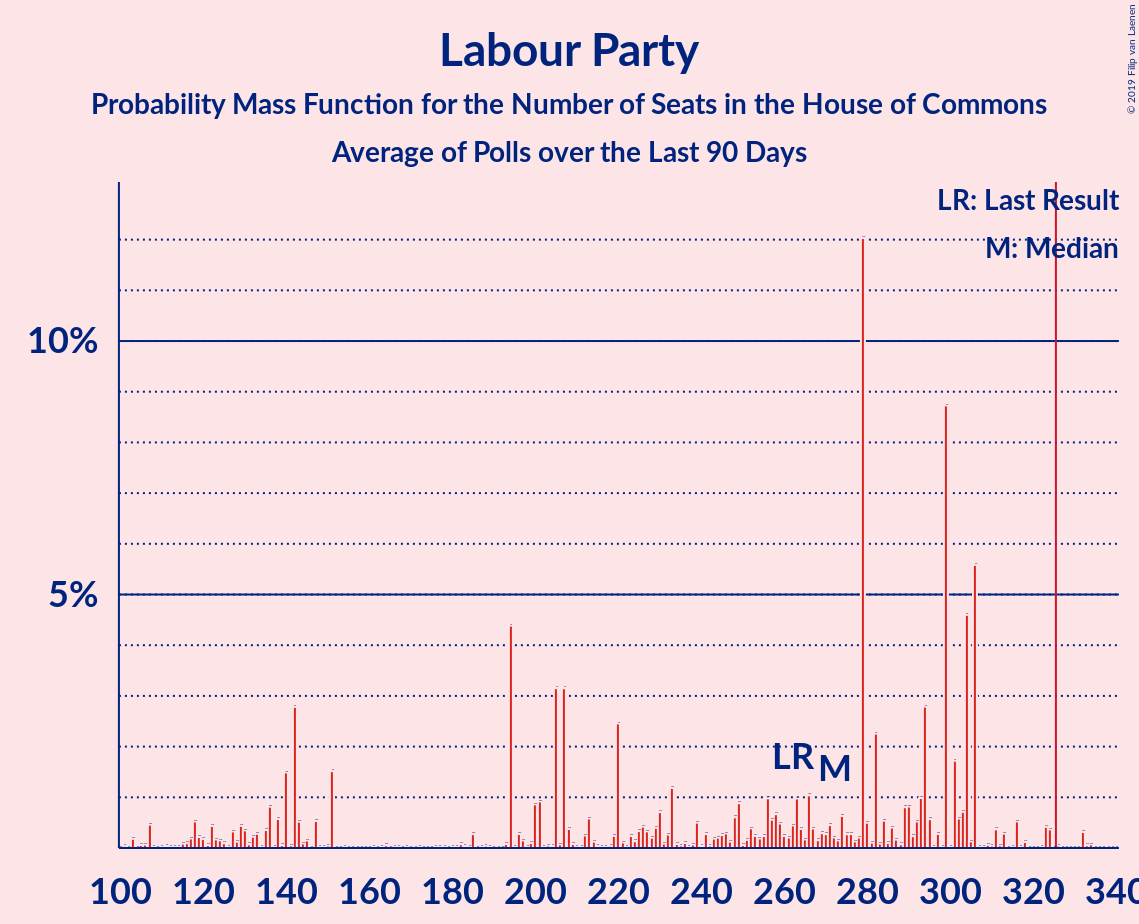 Labour Party
Probability Mass Function for the Number of Seats in the House of Commons
Average of Polls over the Last 90 Days
© 2019 Filip van Laenen
LR: Last Result
M: Median
10%
5%
LR
M
100 120 140 160 180 200 220 240 260 280 300 320 340